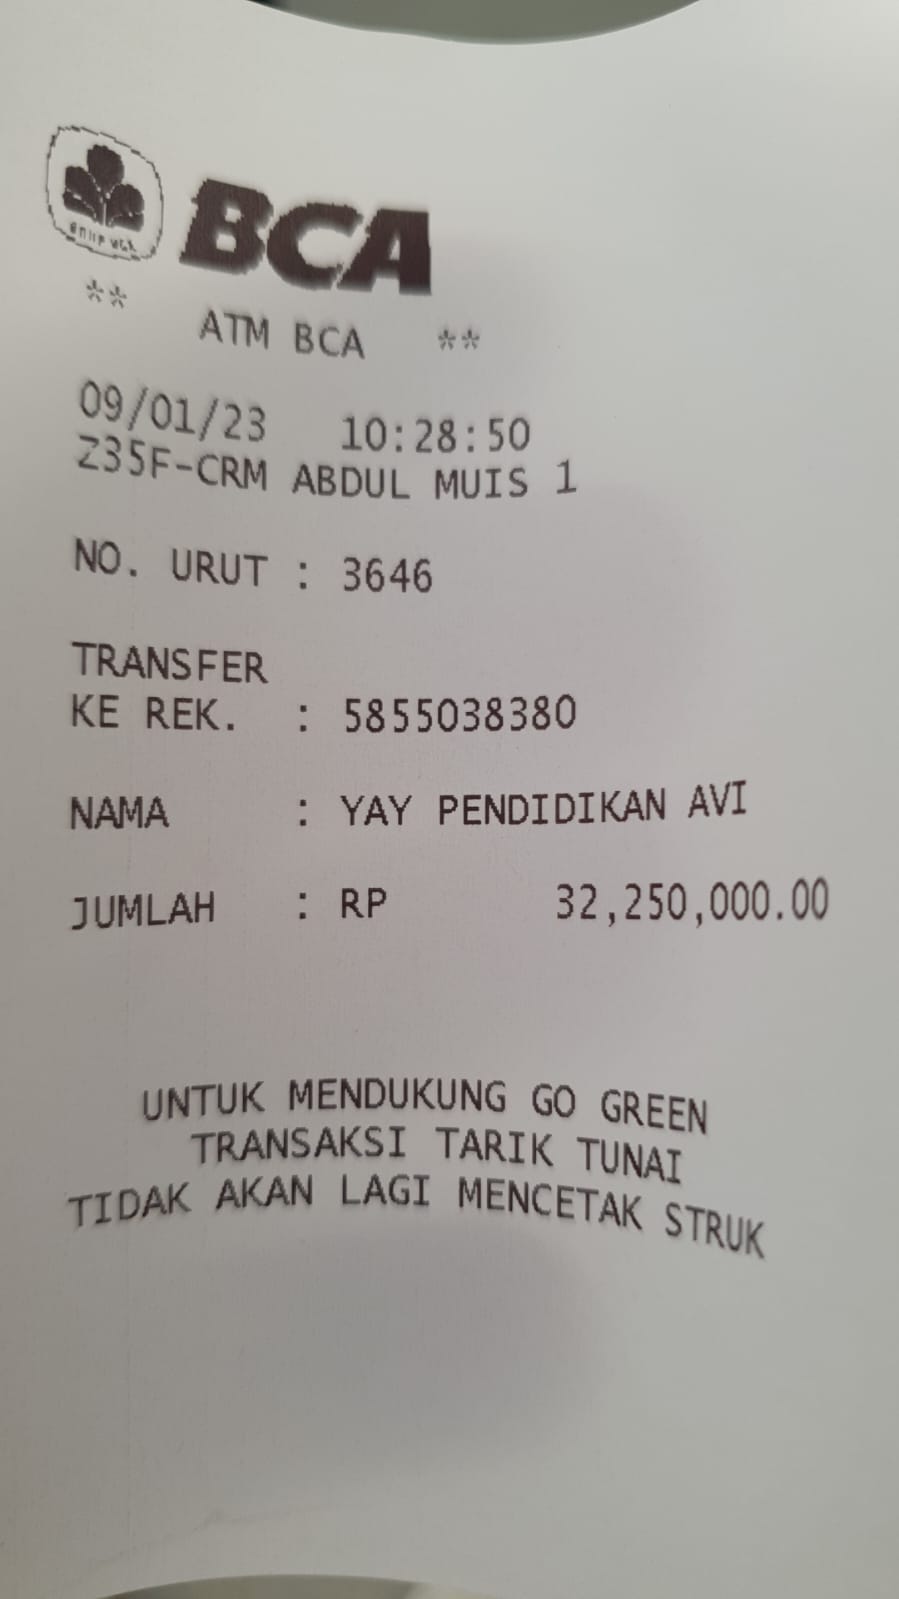 BCA
** ATM BCA **
09/01/23 10:28:50
Z35F-CRM ABDUL MUIS 1
NO. URUT : 3646
TRANSFER
KE REK. : 5855038380
NAMA : YAY PENDIDIKAN AVI
JUMLAH : RP 32,250,000.00
UNTUK MENDUKUNG GO GREEN
TRANSAKSI TARIK TUNAI
TIDAK AKAN LAGI MENCETAK STRUK